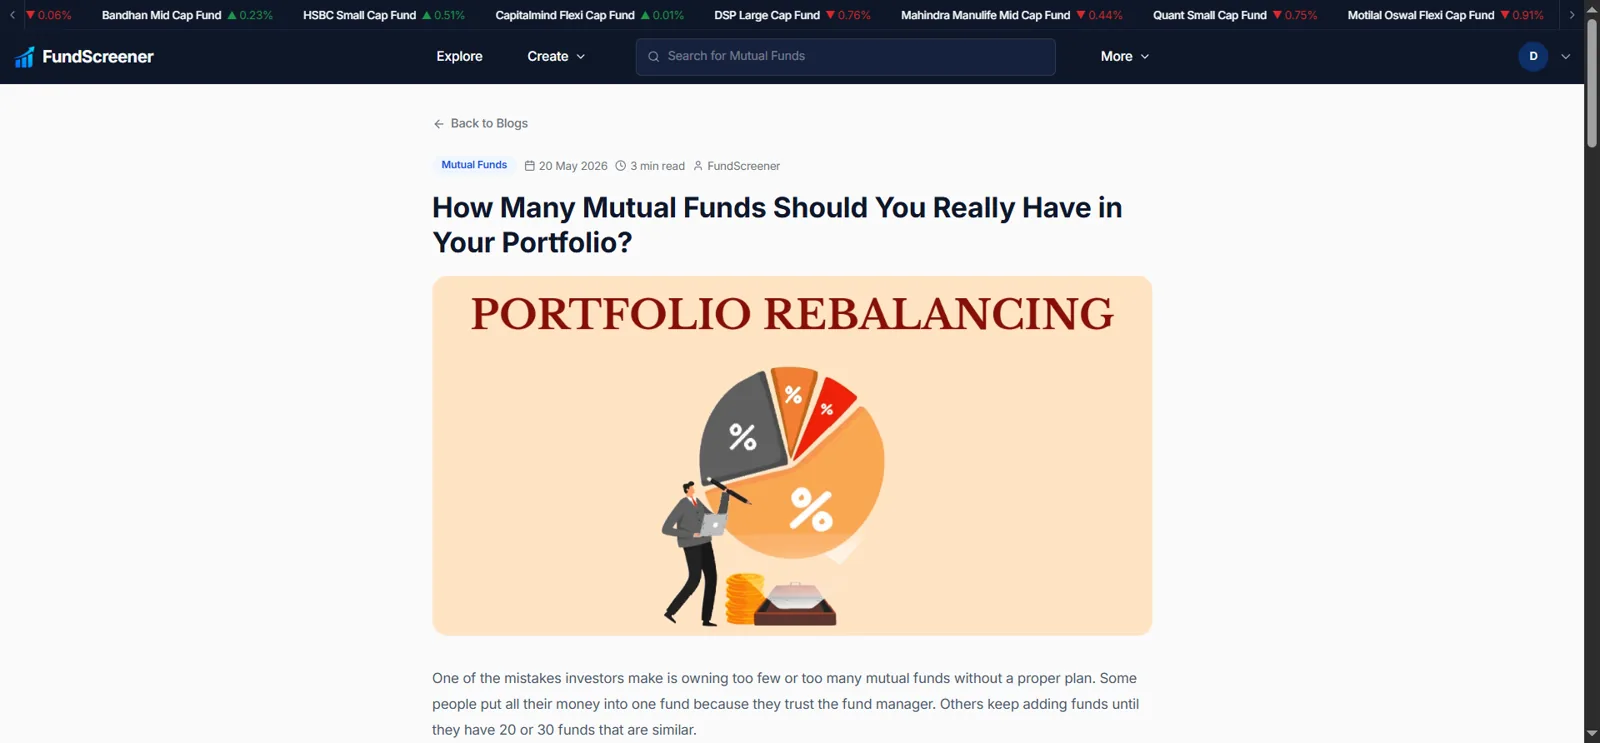 0.06% Bandhan Mid Cap Fund ▲ 0.23% HSBC Small Cap Fund ▲ 0.51% Capitalmind Flexi Cap Fund ▲ 0.01% DSP Large Cap Fund ▼ 0.76% Mahindra Manulife Mid Cap Fund ▼ 0.44% Quant Small Cap Fund ▼ 0.75% Motilal Oswal Flexi Cap Fund ▼ 0.91%
FundScreener Explore Create Search for Mutual Funds More D
Back to Blogs
Mutual Funds 20 May 2026 3 min read FundScreener
How Many Mutual Funds Should You Really Have in
Your Portfolio?
PORTFOLIO REBALANCING
%
%
%
%
One of the mistakes investors make is owning too few or too many mutual funds without a proper plan. Some
people put all their money into one fund because they trust the fund manager. Others keep adding funds until
they have 20 or 30 funds that are similar.